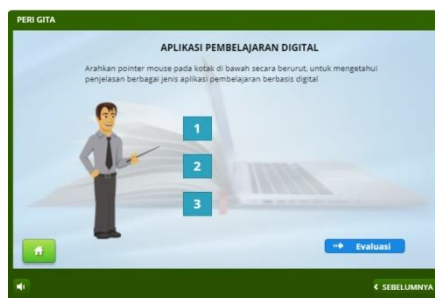 PERI GITA
APLIKASI PEMBELAJARAN DIGITAL
Arahkan pointer mouse pada kotak di bawah secara berurut, untuk mengetahui
penjelasan berbagai jenis aplikasi pembelajaran berbasis digital
1
2
3
Evaluasi
SEBELUMNYA